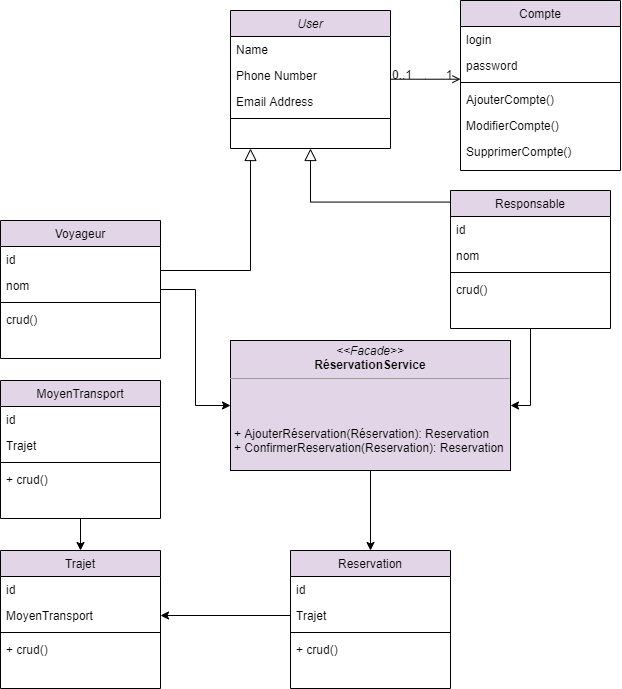 User
Name
Phone Number
Email Address
0..1
1
Compte
login
password
AjouterCompte()
ModifierCompte()
SupprimerCompte()
Voyageur
id
nom
crud()
Responsable
id
nom
crud()
<<Facade>>
RéservationService
+ AjouterRéservation(Réservation): Reservation
+ ConfirmerReservation(Reservation): Reservation
MoyenTransport
id
Trajet
+ crud()
Trajet
id
MoyenTransport
+ crud()
Reservation
id
Trajet
+ crud()